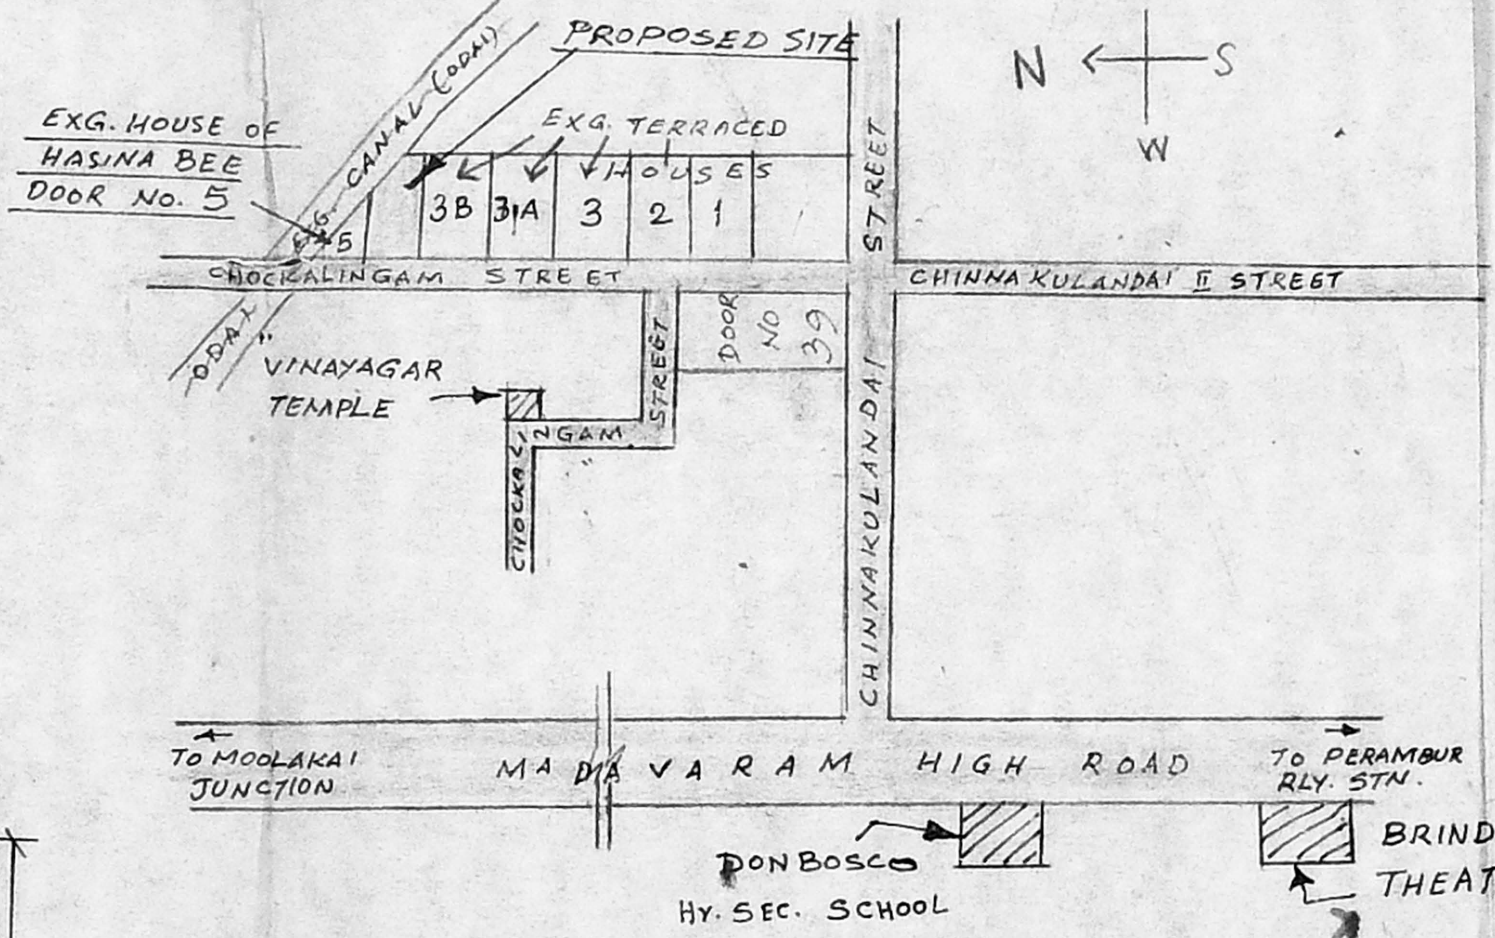 PROPOSED SITE
N
S
W
EXG. HOUSE OF
HASINA BEE
DOOR NO. 5
EXG. CANAL (ODAI)
EXG. TERRACED
HOUSES
5
3B
3A
3
2
1
STREET
CHOCKALINGAM STREET
CHINNAKULANDAI II STREET
ODAI
"
DOOR
NO
39
STREET
VINAYAGAR
TEMPLE
CHOCKALINGAM
"
CHINNAKULANDAI
TO MOOLAKAI
JUNCTION
MADAVARAM HIGH ROAD
TO PERAMBUR
RLY. STN.
DON BOSCO
HY. SEC. SCHOOL
BRIND
THEAT